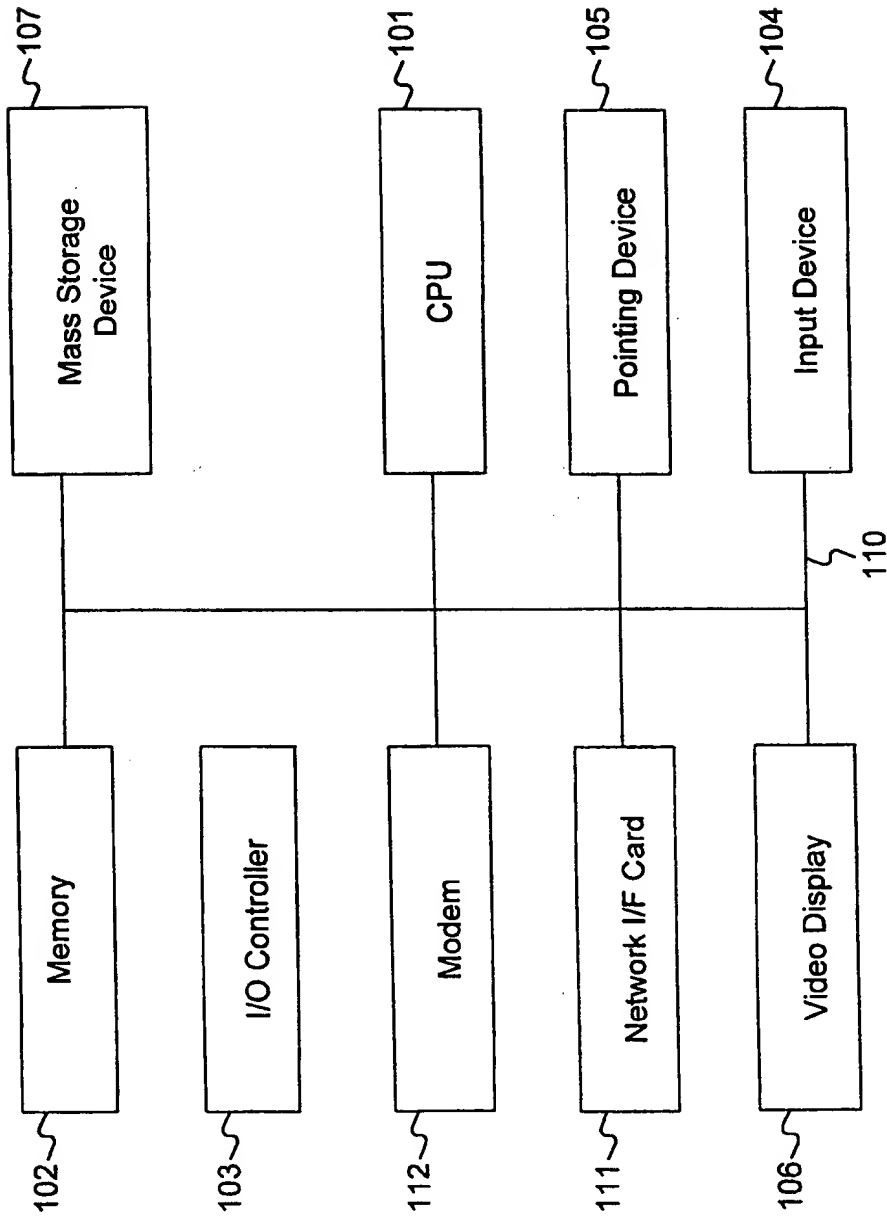 102
Memory
103
I/O Controller
112
Modem
111
Network I/F Card
106
Video Display
107
Mass Storage
Device
101
CPU
105
Pointing Device
104
Input Device
110